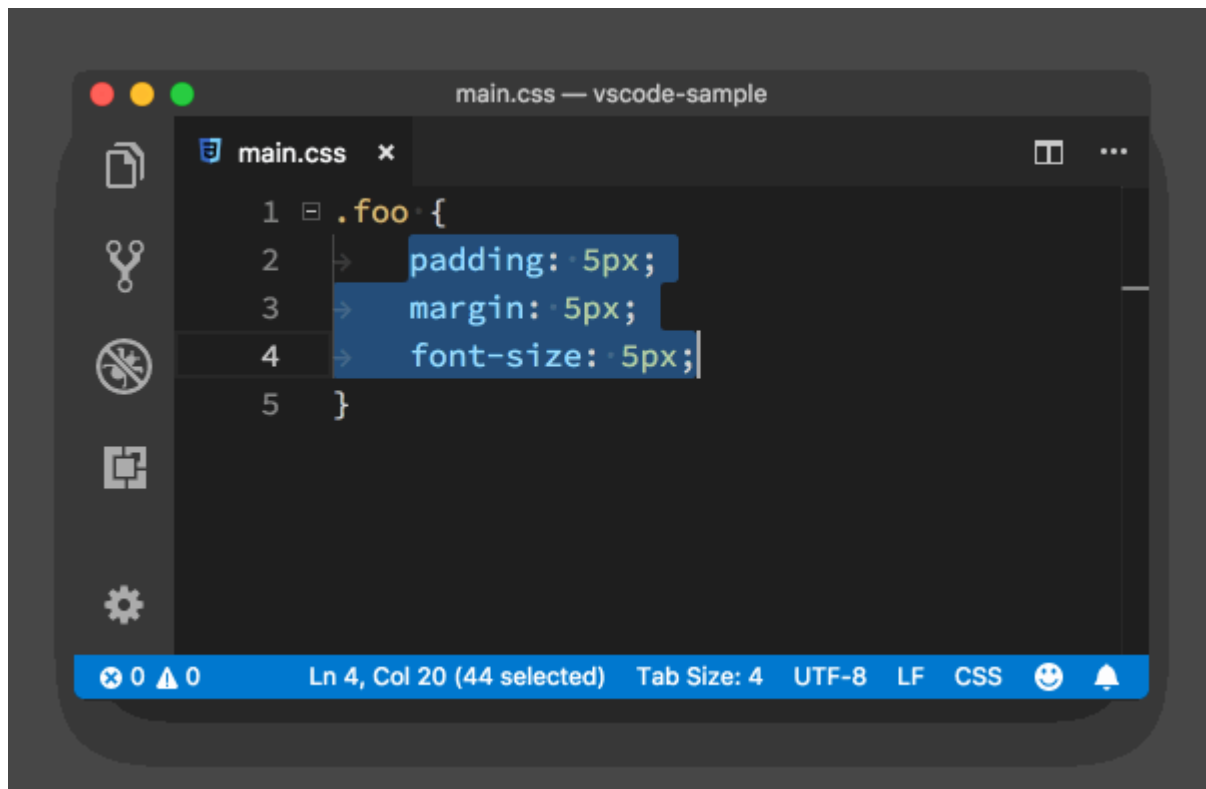 main.css — vscode-sample
main.css ×
1 .foo {
2 padding: 5px;
3 margin: 5px;
4 font-size: 5px;
5 }
0 0 Ln 4, Col 20 (44 selected) Tab Size: 4 UTF-8 LF CSS